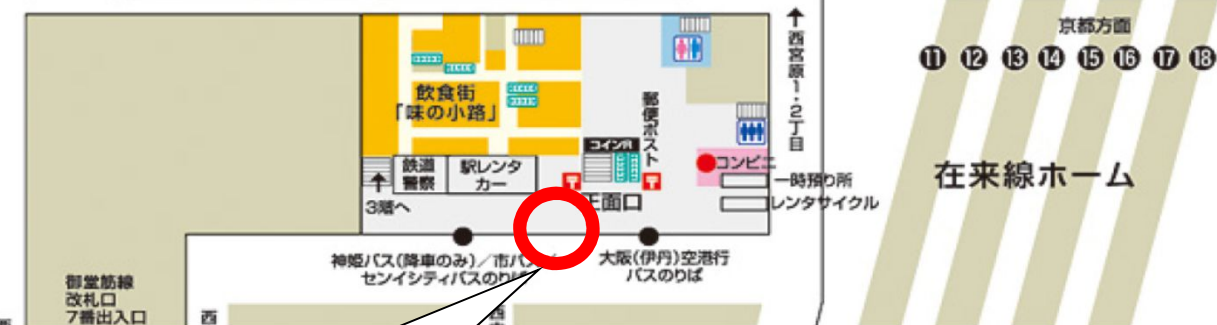 飲食街
「味の小路」
鉄道
警察
駅レンタ
カー
3階へ
コインロ
郵便ポスト
正面口
コンビニ
一時預り所
レンタサイクル
西宮原1・2丁目
神姫バス(降車のみ)/市バス
センイシティバスのりば
大阪(伊丹)空港行
バスのりば
御堂筋線
改札口
7番出入口
西
京都方面
⑪ ⑫ ⑬ ⑭ ⑮ ⑯ ⑰ ⑱
在来線ホーム